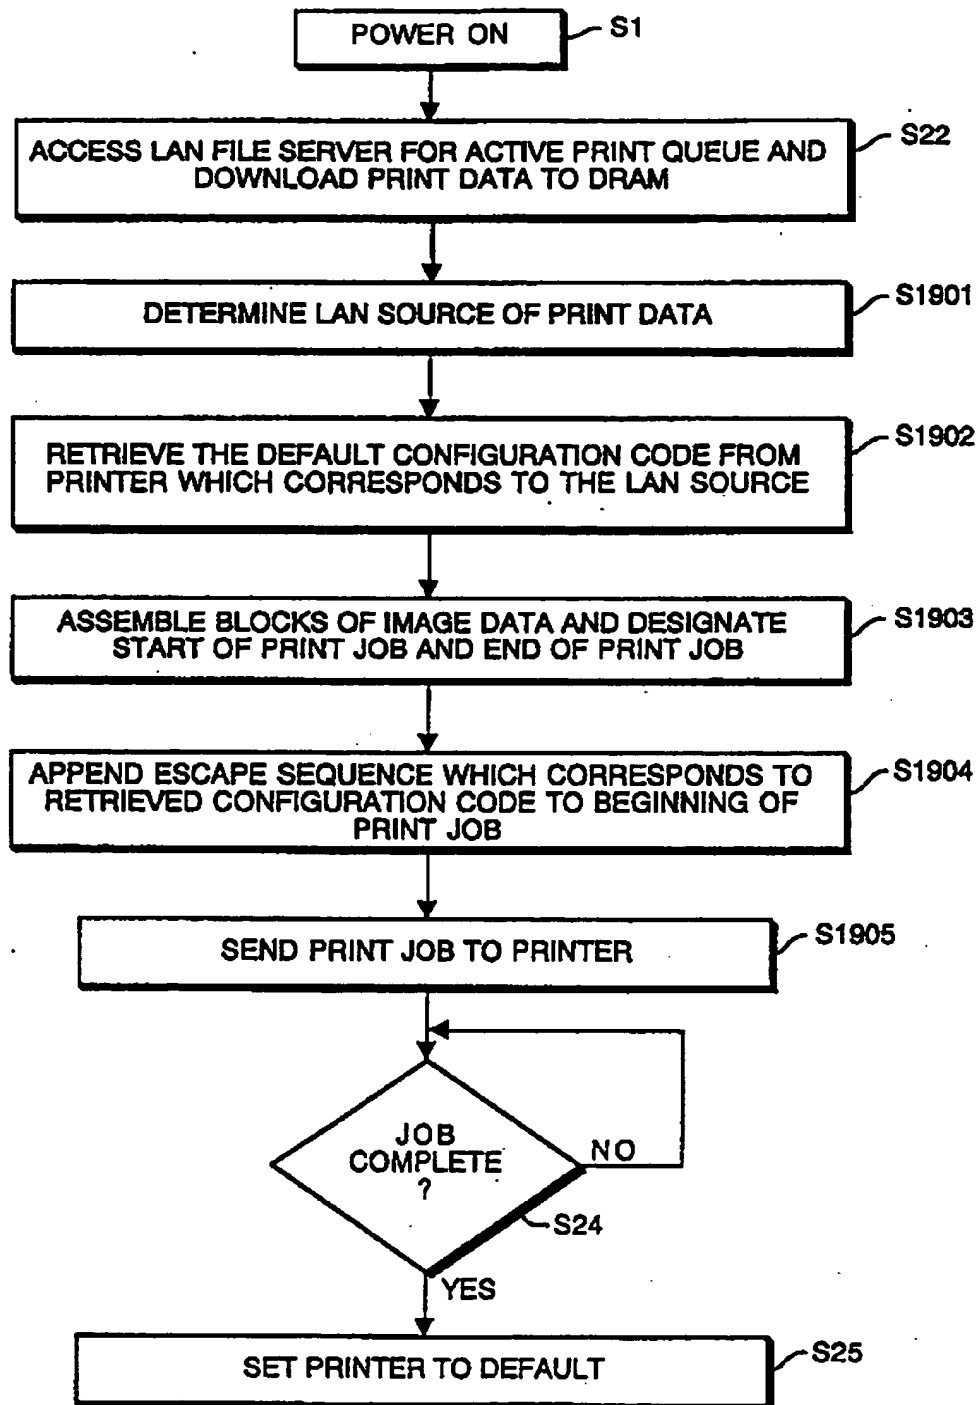 POWER ON
S1
ACCESS LAN FILE SERVER FOR ACTIVE PRINT QUEUE AND
DOWNLOAD PRINT DATA TO DRAM
S22
DETERMINE LAN SOURCE OF PRINT DATA
S1901
RETRIEVE THE DEFAULT CONFIGURATION CODE FROM
PRINTER WHICH CORRESPONDS TO THE LAN SOURCE
S1902
ASSEMBLE BLOCKS OF IMAGE DATA AND DESIGNATE
START OF PRINT JOB AND END OF PRINT JOB
S1903
APPEND ESCAPE SEQUENCE WHICH CORRESPONDS TO
RETRIEVED CONFIGURATION CODE TO BEGINNING OF
PRINT JOB
S1904
SEND PRINT JOB TO PRINTER
S1905
JOB
COMPLETE
?
NO
S24
YES
SET PRINTER TO DEFAULT
S25